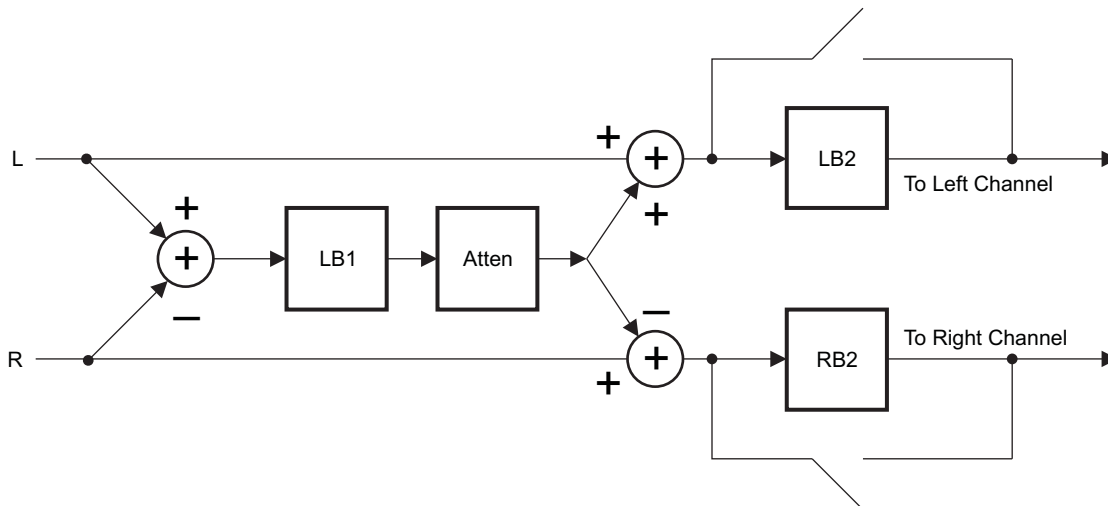 +
L
+
LB2
To Left Channel
+
+
+
LB1
Atten
+
—
—
To Right Channel
R
+
RB2
+